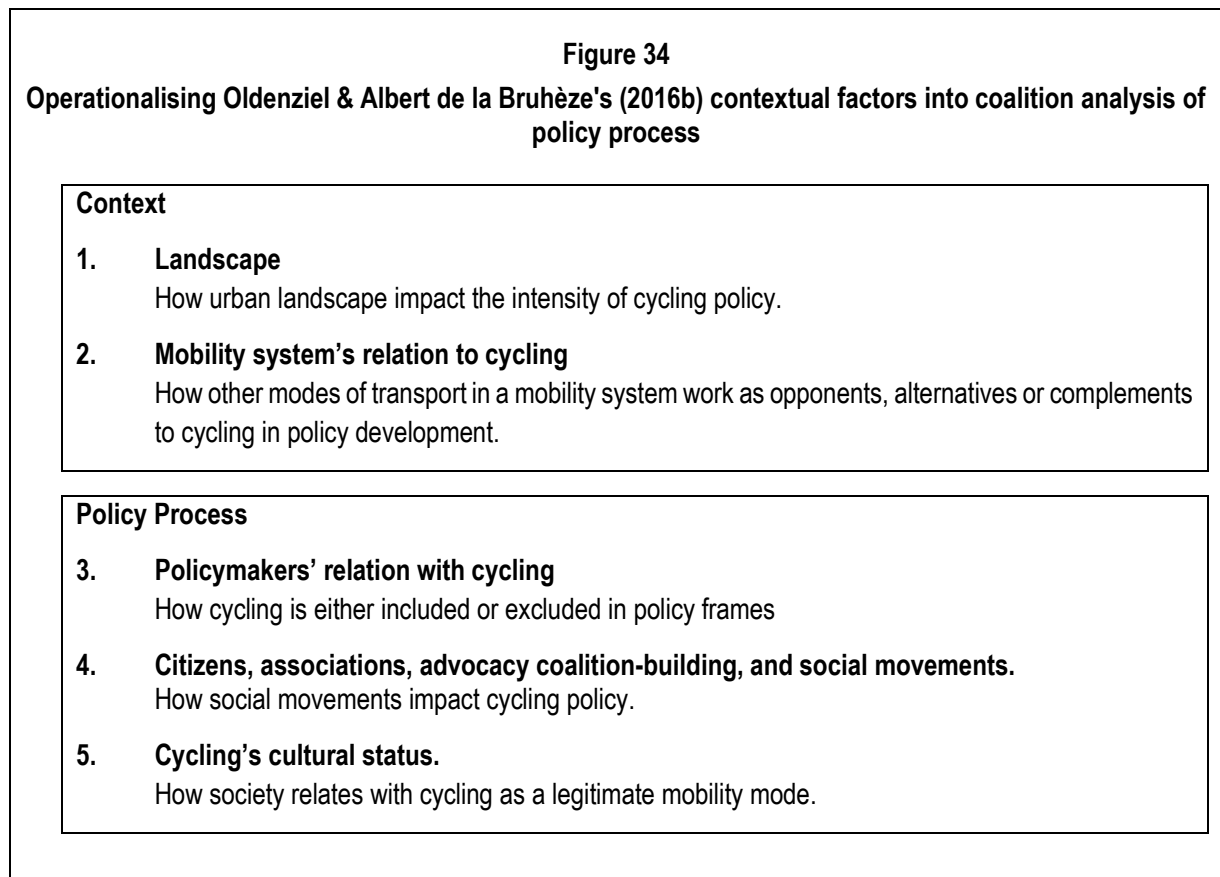 Figure 34
Operationalising Oldenziel & Albert de la Bruhèze's (2016b) contextual factors into coalition analysis of
policy process
Context
1. Landscape
How urban landscape impact the intensity of cycling policy.
2. Mobility system’s relation to cycling
How other modes of transport in a mobility system work as opponents, alternatives or complements
to cycling in policy development.
Policy Process
3. Policymakers’ relation with cycling
How cycling is either included or excluded in policy frames
4. Citizens, associations, advocacy coalition-building, and social movements.
How social movements impact cycling policy.
5. Cycling’s cultural status.
How society relates with cycling as a legitimate mobility mode.